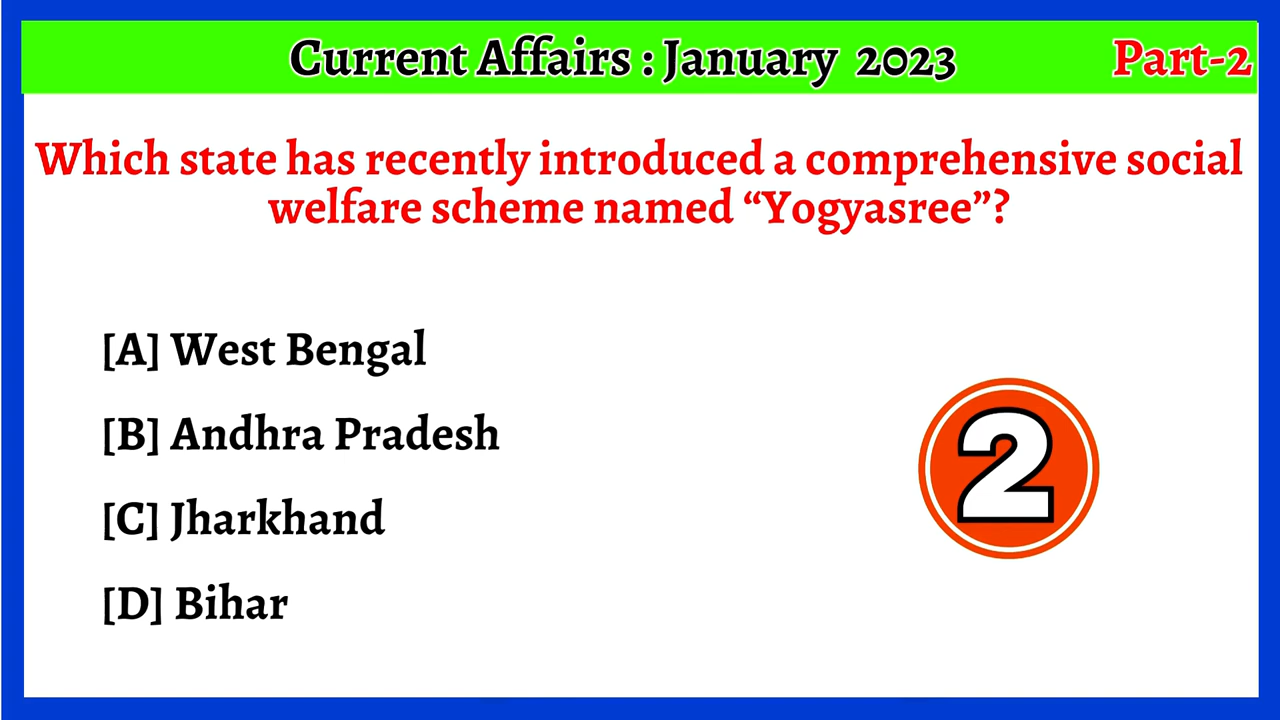 Current Affairs : January 2023 Part-2
Which state has recently introduced a comprehensive social
welfare scheme named “Yogyasree”?
[A] West Bengal
[B] Andhra Pradesh
2
[C] Jharkhand
[D] Bihar